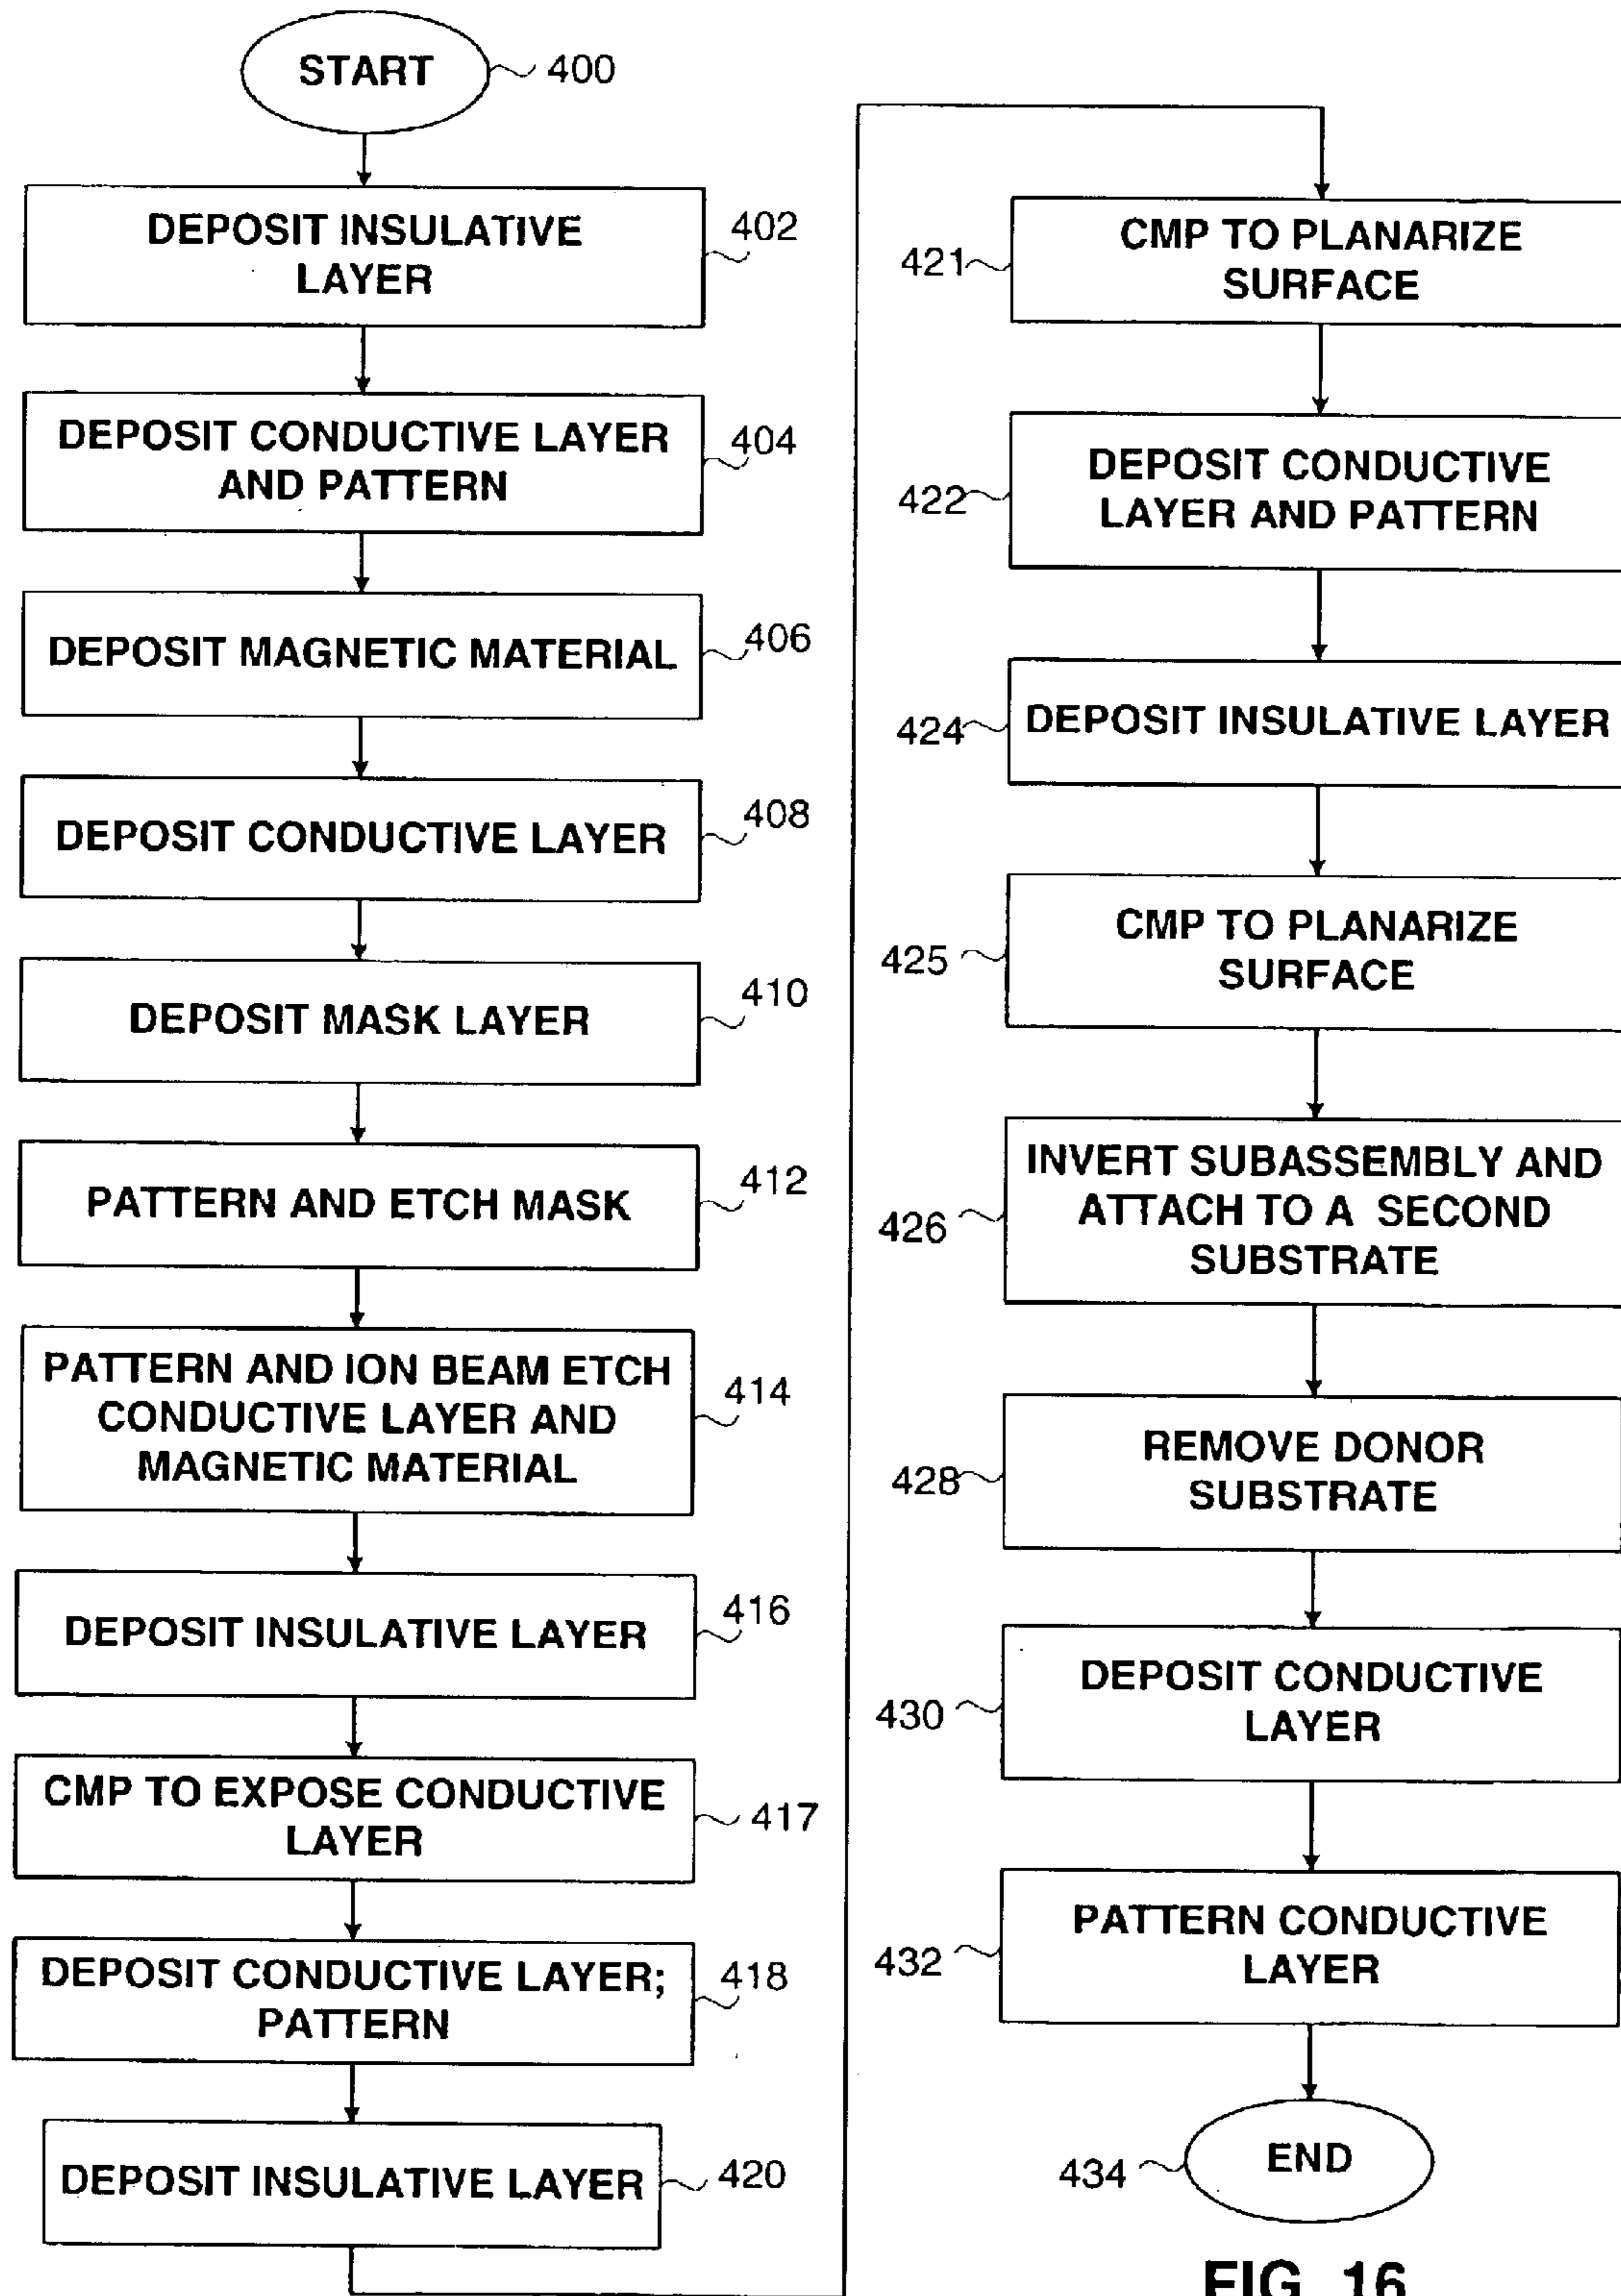 START
400
DEPOSIT INSULATIVE
LAYER
402
DEPOSIT CONDUCTIVE LAYER
AND PATTERN
404
DEPOSIT MAGNETIC MATERIAL
406
DEPOSIT CONDUCTIVE LAYER
408
DEPOSIT MASK LAYER
410
PATTERN AND ETCH MASK
412
PATTERN AND ION BEAM ETCH
CONDUCTIVE LAYER AND
MAGNETIC MATERIAL
414
DEPOSIT INSULATIVE LAYER
416
CMP TO EXPOSE CONDUCTIVE
LAYER
417
DEPOSIT CONDUCTIVE LAYER;
PATTERN
418
DEPOSIT INSULATIVE LAYER
420
CMP TO PLANARIZE
SURFACE
421
DEPOSIT CONDUCTIVE
LAYER AND PATTERN
422
DEPOSIT INSULATIVE LAYER
424
CMP TO PLANARIZE
SURFACE
425
INVERT SUBASSEMBLY AND
ATTACH TO A SECOND
SUBSTRATE
426
REMOVE DONOR
SUBSTRATE
428
DEPOSIT CONDUCTIVE
LAYER
430
PATTERN CONDUCTIVE
LAYER
432
END
434
FIG. 16